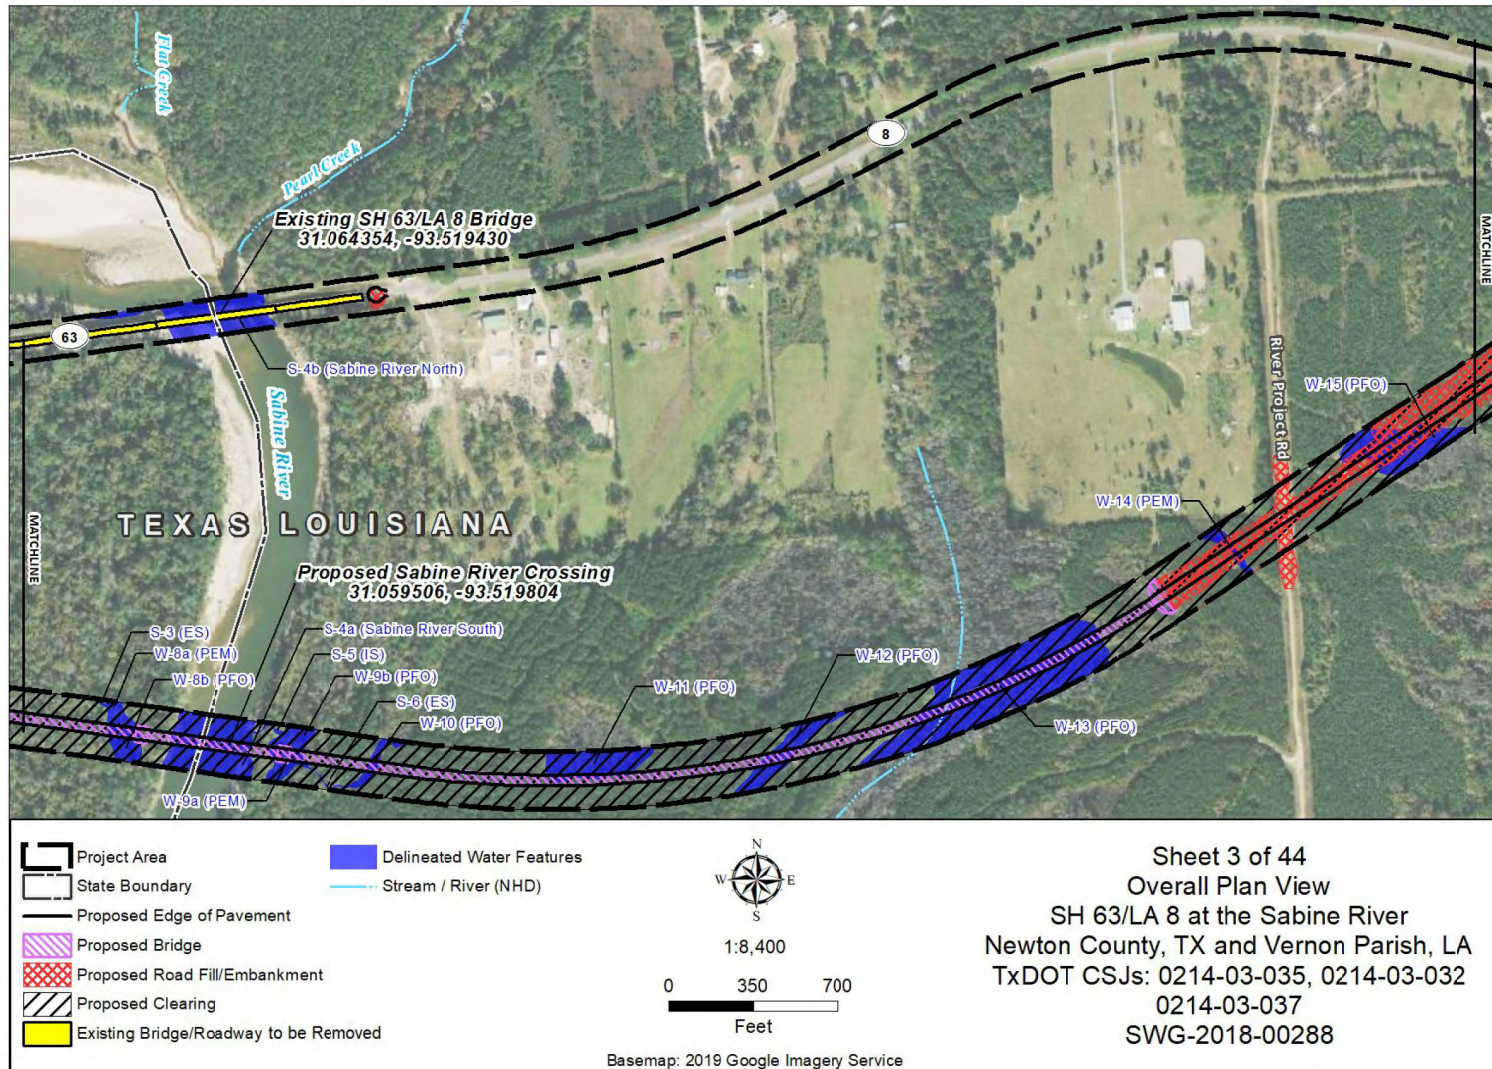 Flat Creek
Pearl Creek
8
Existing SH 63/LA 8 Bridge
31.064354, -93.519430
MATCHLINE
63
S-4b (Sabine River North)
River Project Rd
W-15 (PFO)
Sabine River
W-14 (PEM)
TEXAS LOUISIANA
MATCHLINE
Proposed Sabine River Crossing
31.059506, -93.519804
S-3 (ES)
S-4a (Sabine River South)
W-8a (PEM)
S-5 (IS)
W-12 (PFO)
W-8b (PFO)
W-9b (PFO)
W-11 (PFO)
S-6 (ES)
W-10 (PFO)
W-13 (PFO)
W-9a (PEM)
Project Area
State Boundary
Proposed Edge of Pavement
Proposed Bridge
Proposed Road Fill/Embankment
Proposed Clearing
Existing Bridge/Roadway to be Removed
Delineated Water Features
Stream / River (NHD)
N
W E
S
1:8,400
0 350 700
Feet
Basemap: 2019 Google Imagery Service
Sheet 3 of 44
Overall Plan View
SH 63/LA 8 at the Sabine River
Newton County, TX and Vernon Parish, LA
TxDOT CSJs: 0214-03-035, 0214-03-032
0214-03-037
SWG-2018-00288